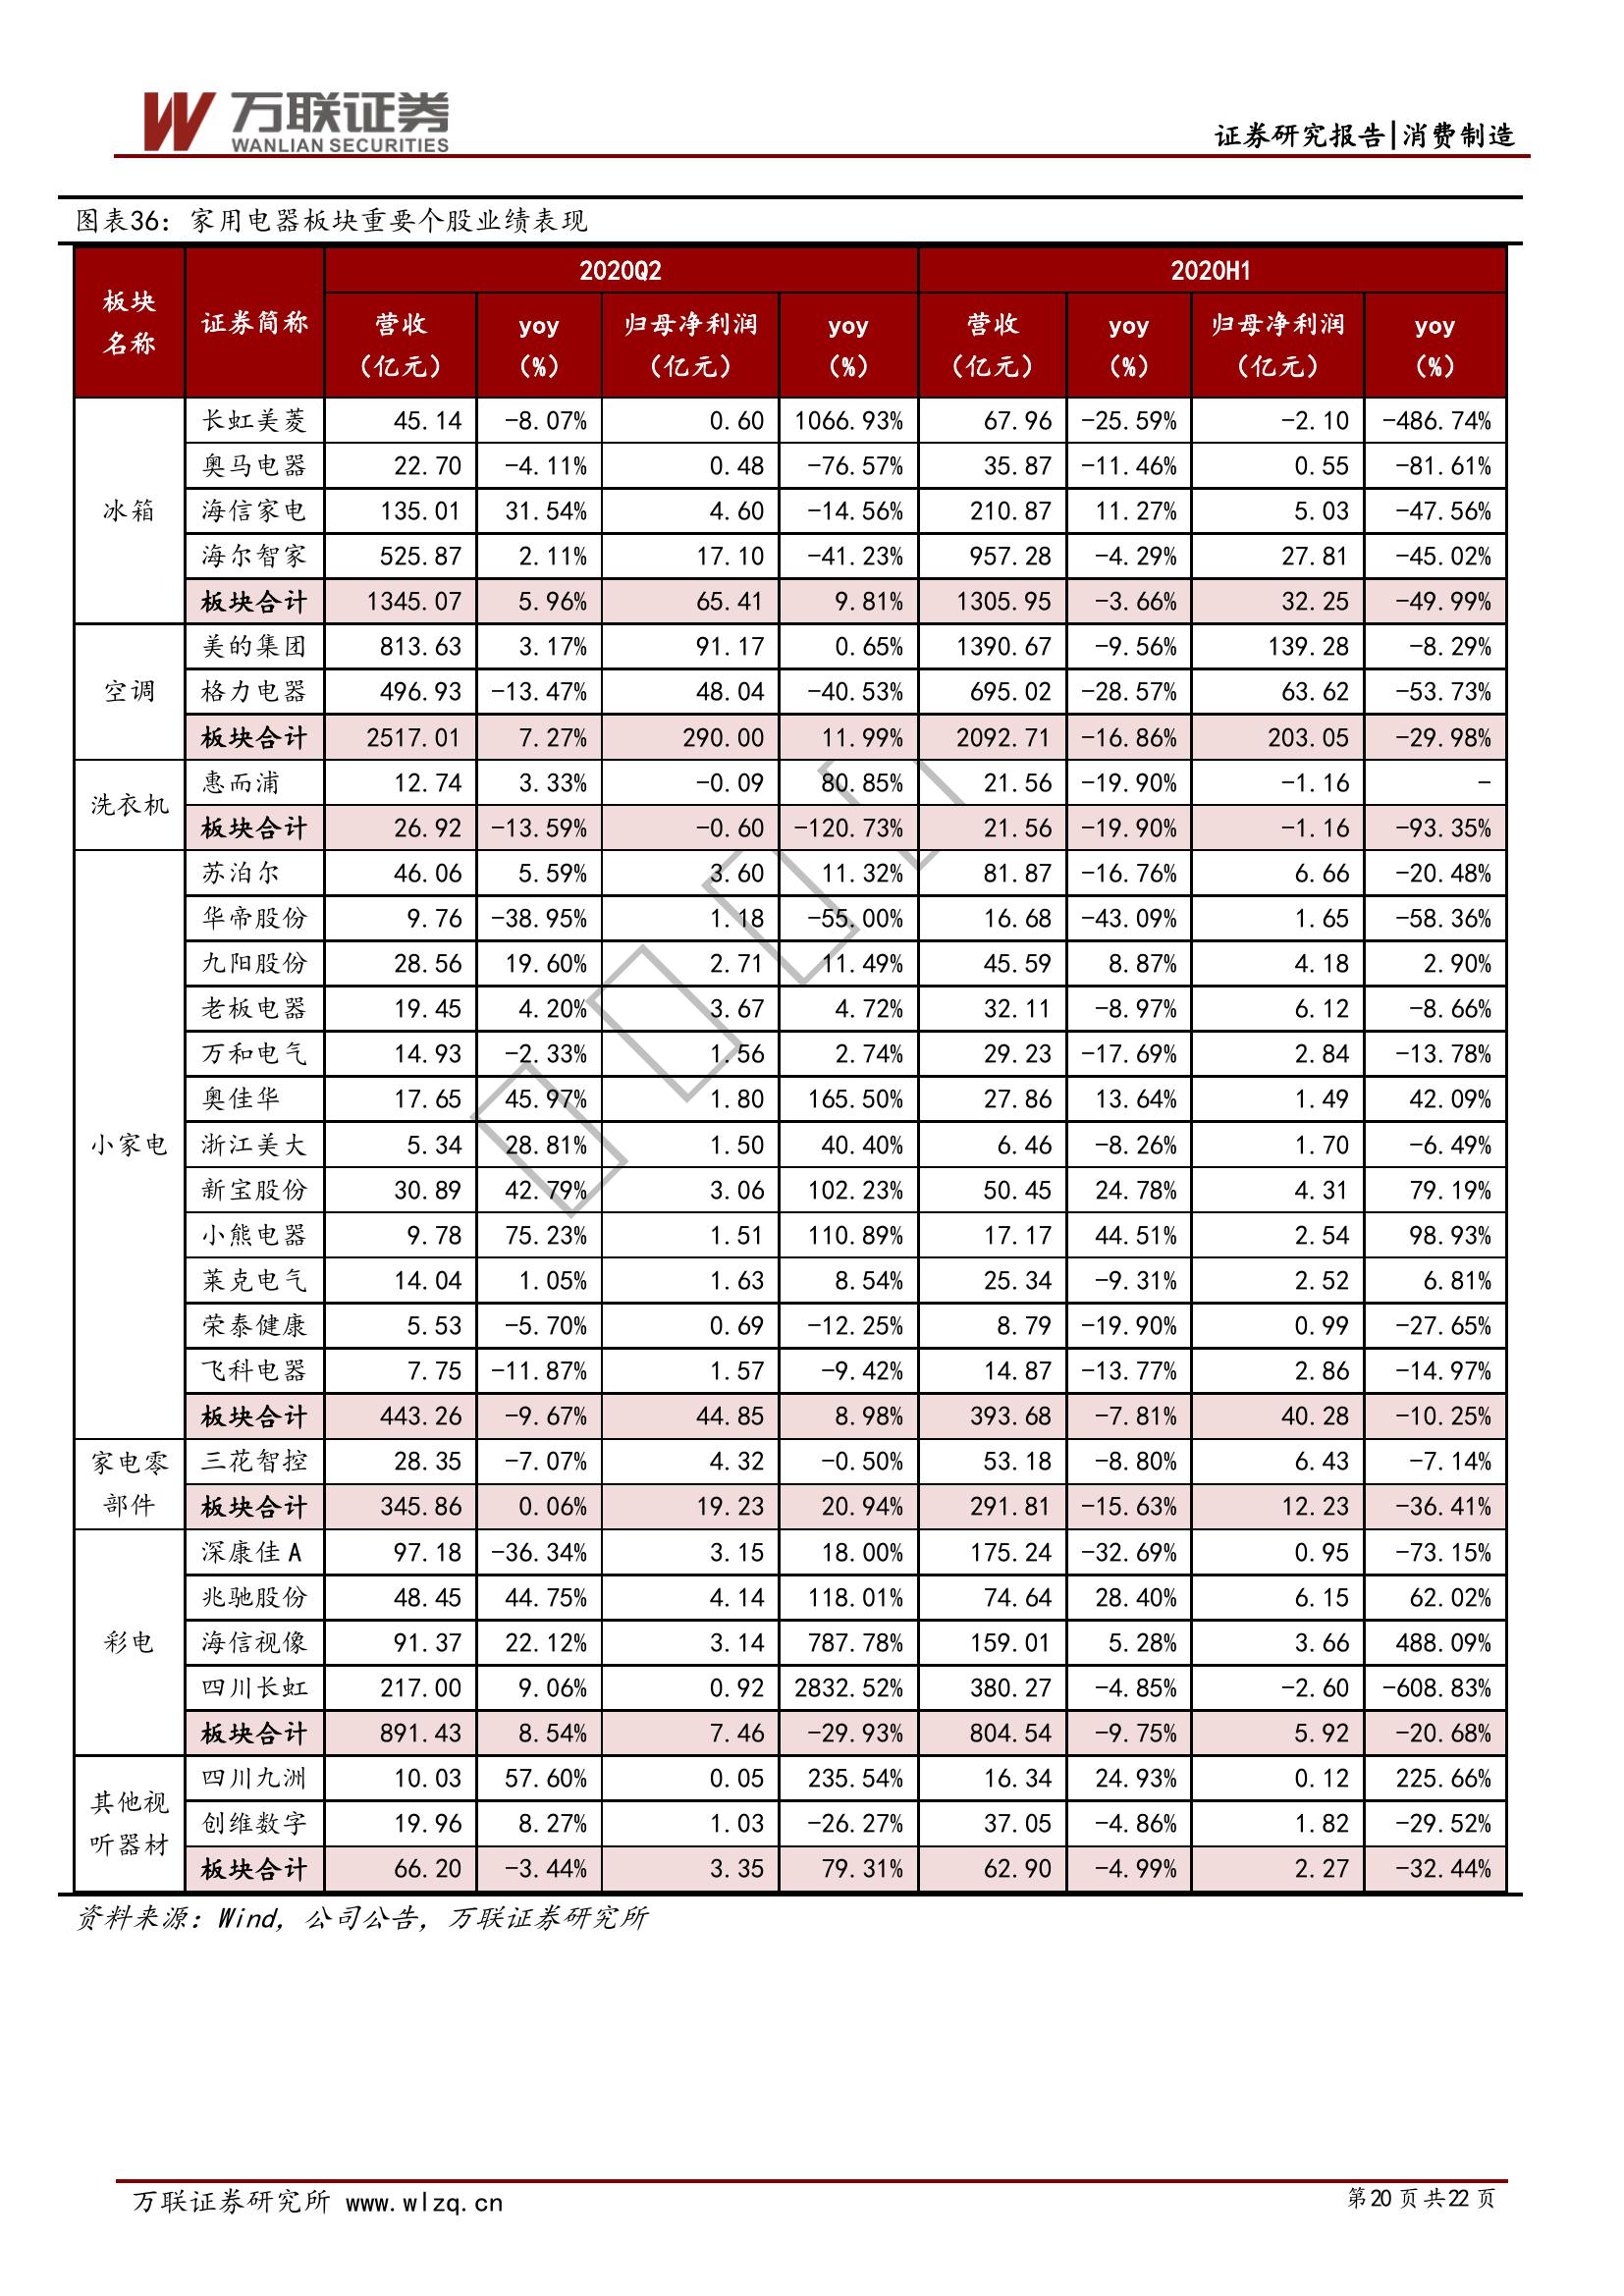 万联证券
WANLIAN SECURITIES
证券研究报告|消费制造
图表36：家用电器板块重要个股业绩表现
板块名称 证券简称 2020Q2 2020H1
营收（亿元） yoy（%） 归母净利润（亿元） yoy（%） 营收（亿元） yoy（%） 归母净利润（亿元） yoy（%）
冰箱
长虹美菱 45.14 -8.07% 0.60 1066.93% 67.96 -25.59% -2.10 -486.74%
奥马电器 22.70 -4.11% 0.48 -76.57% 35.87 -11.46% 0.55 -81.61%
海信家电 135.01 31.54% 4.60 -14.56% 210.87 11.27% 5.03 -47.56%
海尔智家 525.87 2.11% 17.10 -41.23% 957.28 -4.29% 27.81 -45.02%
板块合计 1345.07 5.96% 65.41 9.81% 1305.95 -3.66% 32.25 -49.99%
空调
美的集团 813.63 3.17% 91.17 0.65% 1390.67 -9.56% 139.28 -8.29%
格力电器 496.93 -13.47% 48.04 -40.53% 695.02 -28.57% 63.62 -53.73%
板块合计 2517.01 7.27% 290.00 11.99% 2092.71 -16.86% 203.05 -29.98%
洗衣机
惠而浦 12.74 3.33% -0.09 80.85% 21.56 -19.90% -1.16 -
板块合计 26.92 -13.59% -0.60 -120.73% 21.56 -19.90% -1.16 -93.35%
小家电
苏泊尔 46.06 5.59% 3.60 11.32% 81.87 -16.76% 6.66 -20.48%
华帝股份 9.76 -38.95% 1.18 -55.00% 16.68 -43.09% 1.65 -58.36%
九阳股份 28.56 19.60% 2.71 11.49% 45.59 8.87% 4.18 2.90%
老板电器 19.45 4.20% 3.67 4.72% 32.11 -8.97% 6.12 -8.66%
万和电气 14.93 -2.33% 1.56 2.74% 29.23 -17.69% 2.84 -13.78%
奥佳华 17.65 45.97% 1.80 165.50% 27.86 13.64% 1.49 42.09%
浙江美大 5.34 28.81% 1.50 40.40% 6.46 -8.26% 1.70 -6.49%
新宝股份 30.89 42.79% 3.06 102.23% 50.45 24.78% 4.31 79.19%
小熊电器 9.78 75.23% 1.51 110.89% 17.17 44.51% 2.54 98.93%
莱克电气 14.04 1.05% 1.63 8.54% 25.34 -9.31% 2.52 6.81%
荣泰健康 5.53 -5.70% 0.69 -12.25% 8.79 -19.90% 0.99 -27.65%
飞科电器 7.75 -11.87% 1.57 -9.42% 14.87 -13.77% 2.86 -14.97%
板块合计 443.26 -9.67% 44.85 8.98% 393.68 -7.81% 40.28 -10.25%
家电零部件
三花智控 28.35 -7.07% 4.32 -0.50% 53.18 -8.80% 6.43 -7.14%
板块合计 345.86 0.06% 19.23 20.94% 291.81 -15.63% 12.23 -36.41%
彩电
深康佳A 97.18 -36.34% 3.15 18.00% 175.24 -32.69% 0.95 -73.15%
兆驰股份 48.45 44.75% 4.14 118.01% 74.64 28.40% 6.15 62.02%
海信视像 91.37 22.12% 3.14 787.78% 159.01 5.28% 3.66 488.09%
四川长虹 217.00 9.06% 0.92 2832.52% 380.27 -4.85% -2.60 -608.83%
板块合计 891.43 8.54% 7.46 -29.93% 804.54 -9.75% 5.92 -20.68%
其他视听器材
四川九洲 10.03 57.60% 0.05 235.54% 16.34 24.93% 0.12 225.66%
创维数字 19.96 8.27% 1.03 -26.27% 37.05 -4.86% 1.82 -29.52%
板块合计 66.20 -3.44% 3.35 79.31% 62.90 -4.99% 2.27 -32.44%
资料来源：Wind，公司公告，万联证券研究所
万联证券研究所 www.wlzq.cn
第20页共22页